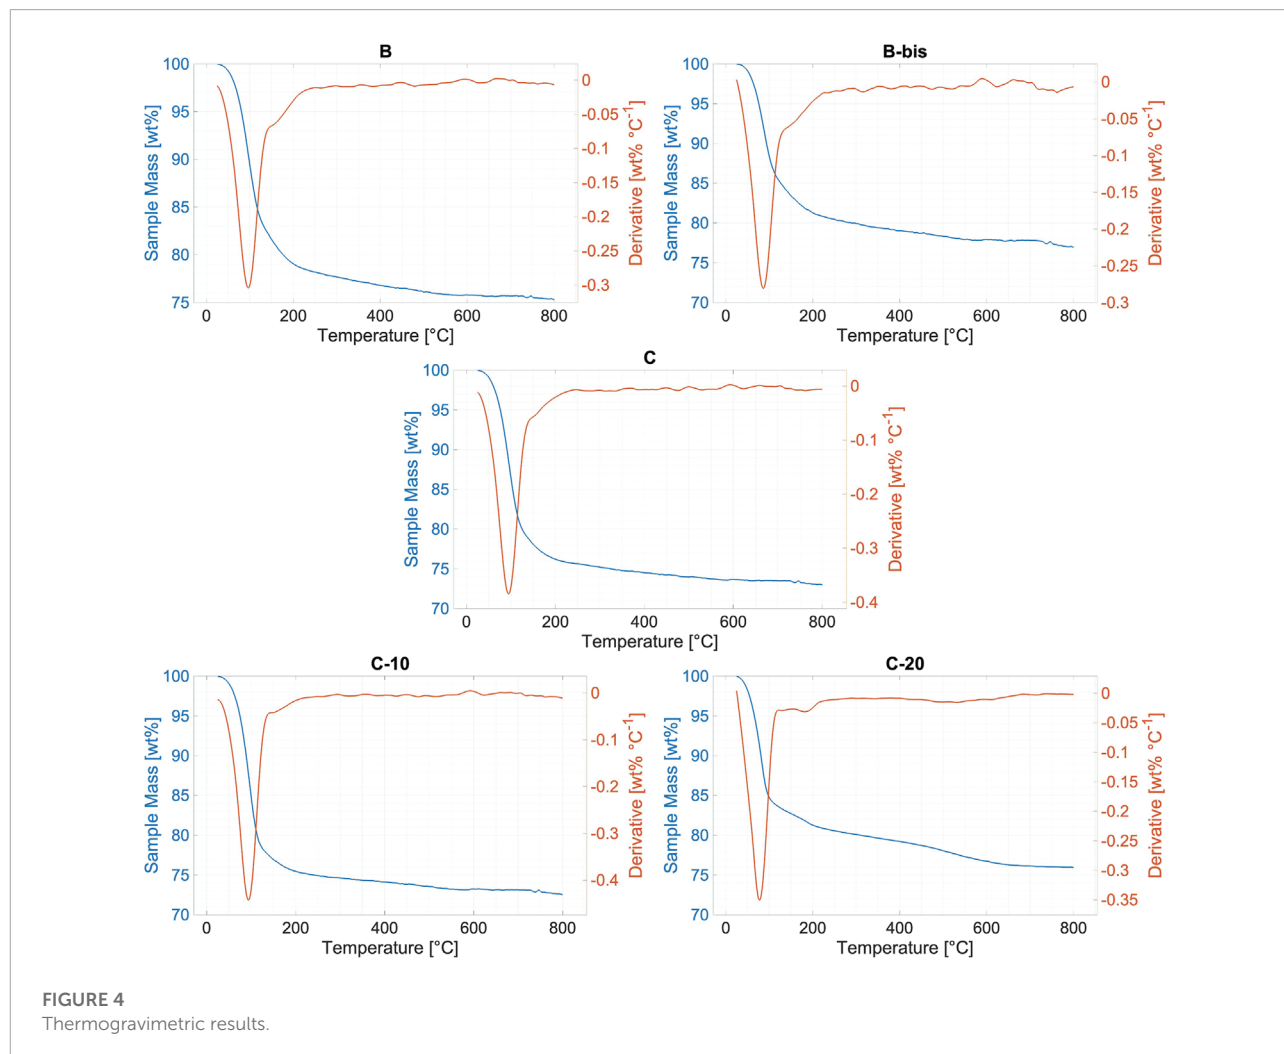 B
B-bis
100
95
90
85
80
75
Sample Mass [wt%]
0
-0.05
-0.1
-0.15
-0.2
-0.25
-0.3
Derivative [wt% °C-1]
0 200 400 600 800
Temperature [°C]
100
95
90
85
80
75
70
Sample Mass [wt%]
0
-0.05
-0.1
-0.15
-0.2
-0.25
-0.3
Derivative [wt% °C-1]
0 200 400 600 800
Temperature [°C]
C
100
95
90
85
80
75
70
Sample Mass [wt%]
0
-0.1
-0.2
-0.3
-0.4
Derivative [wt% °C-1]
0 200 400 600 800
Temperature [°C]
C-10
100
95
90
85
80
75
70
Sample Mass [wt%]
0
-0.1
-0.2
-0.3
-0.4
Derivative [wt% °C-1]
0 200 400 600 800
Temperature [°C]
C-20
100
95
90
85
80
75
70
Sample Mass [wt%]
0
-0.05
-0.1
-0.15
-0.2
-0.25
-0.3
-0.35
Derivative [wt% °C-1]
0 200 400 600 800
Temperature [°C]
FIGURE 4
Thermogravimetric results.